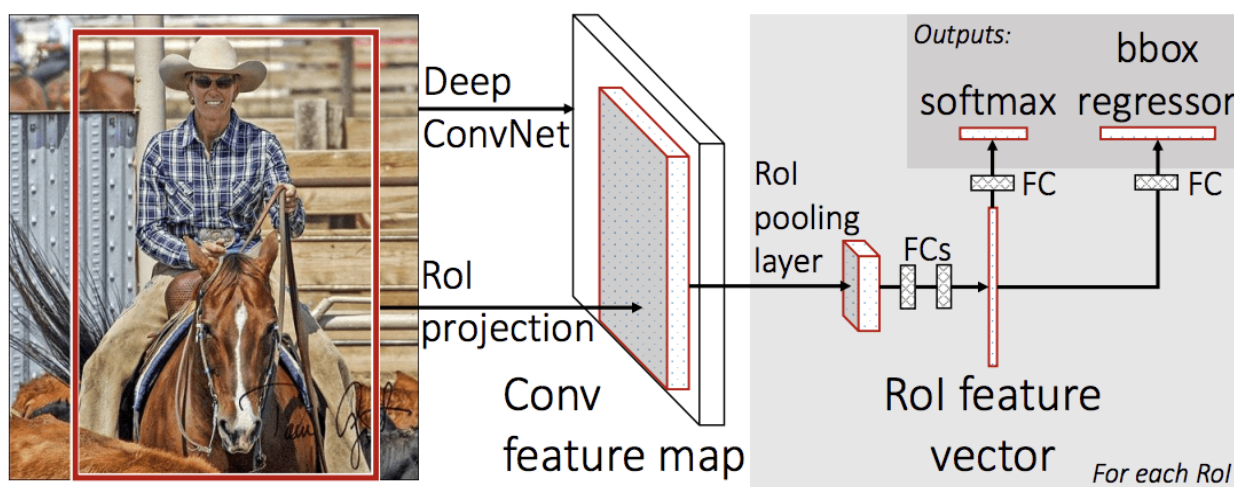 Deep
ConvNet
RoI
projection
Conv
feature map
RoI
pooling
layer
FCs
RoI feature
vector
For each RoI
Outputs:
softmax
bbox
regressor
FC
FC